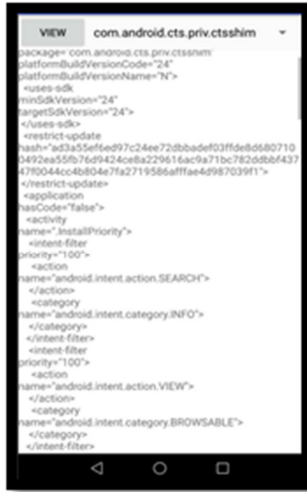 VIEW com.android.cts.priv.ctsshim
package="com.android.cts.priv.ctsshim"
platformBuildVersionCode="24"
platformBuildVersionName="N">
<uses-sdk
minSdkVersion="24"
targetSdkVersion="24">
</uses-sdk>
<restrict-update
hash="ad3a55ef6ed97c24ee72dbbadef03ffde8d680710
0492ea55fb76d9424ce8a229616ac9a71bc782ddbbf437
47f0044cc4b804e7fa2719586afffae4d987039f1">
</restrict-update>
<application
hasCode="false">
<activity
name=".InstallPriority">
<intent-filter
priority="100">
<action
name="android.intent.action.SEARCH">
</action>
<category
name="android.intent.category.INFO">
</category>
</intent-filter>
<intent-filter
priority="100">
<action
name="android.intent.action.VIEW">
</action>
<category
name="android.intent.category.BROWSABLE">
</category>
</intent-filter>